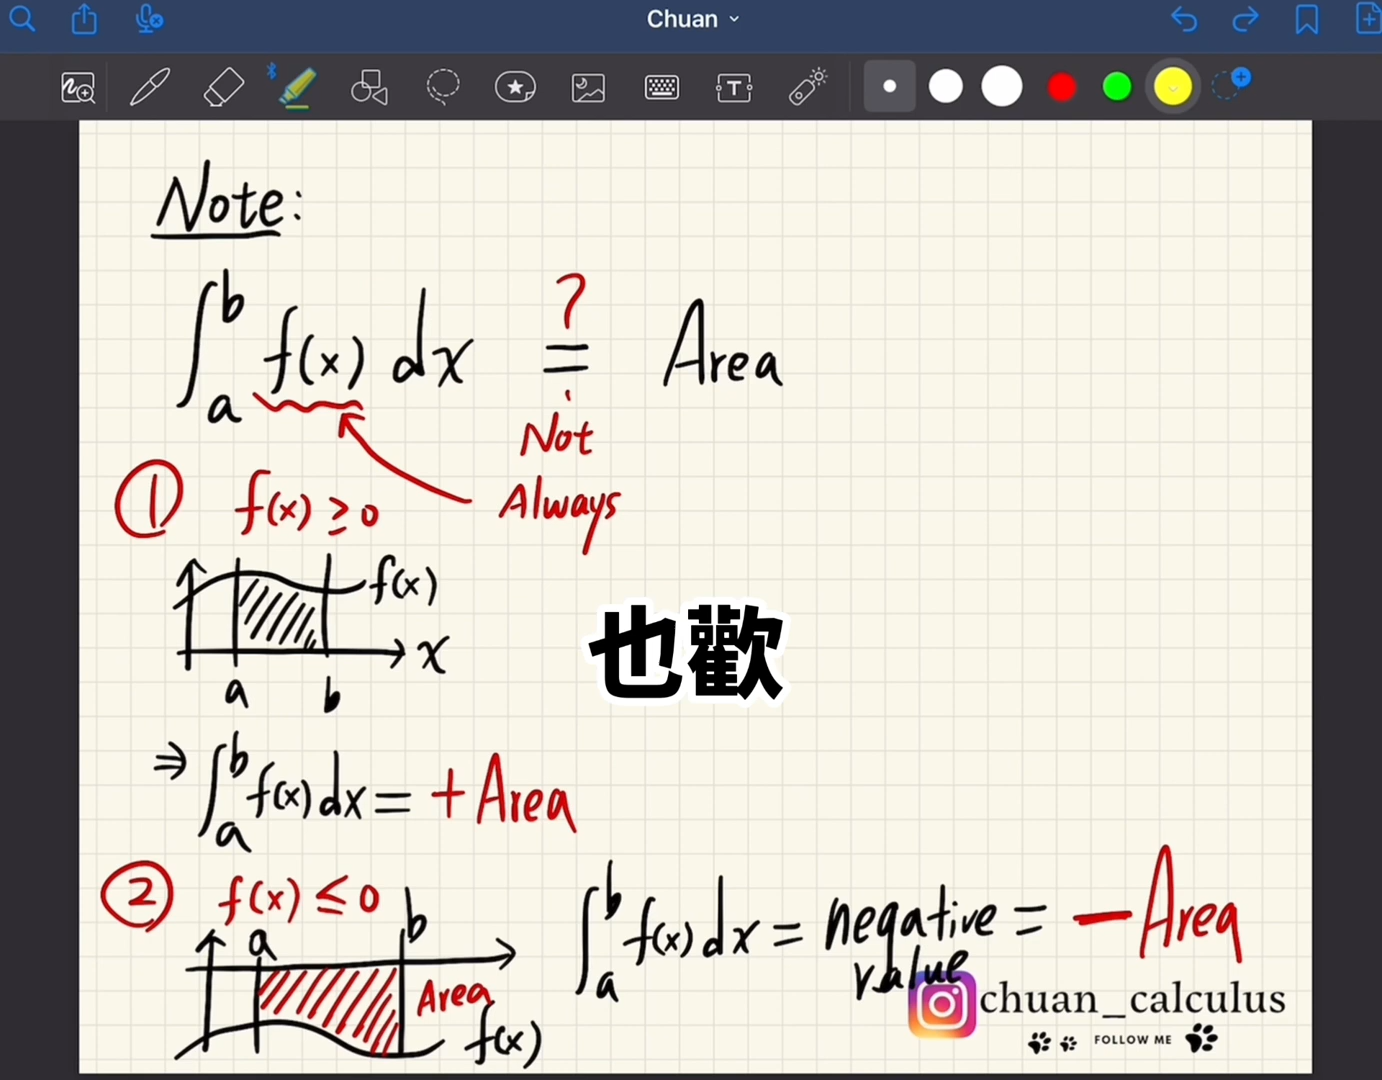 Chuan
T
Note:
∫_a^b f(x) dx ≟ Area
Not
Always
① f(x) ≥ 0
f(x)
x
a b
⇒ ∫_a^b f(x) dx = + Area
也歡
② f(x) ≤ 0
a b
Area
f(x)
∫_a^b f(x) dx = negative value = − Area
chuan_calculus
FOLLOW ME